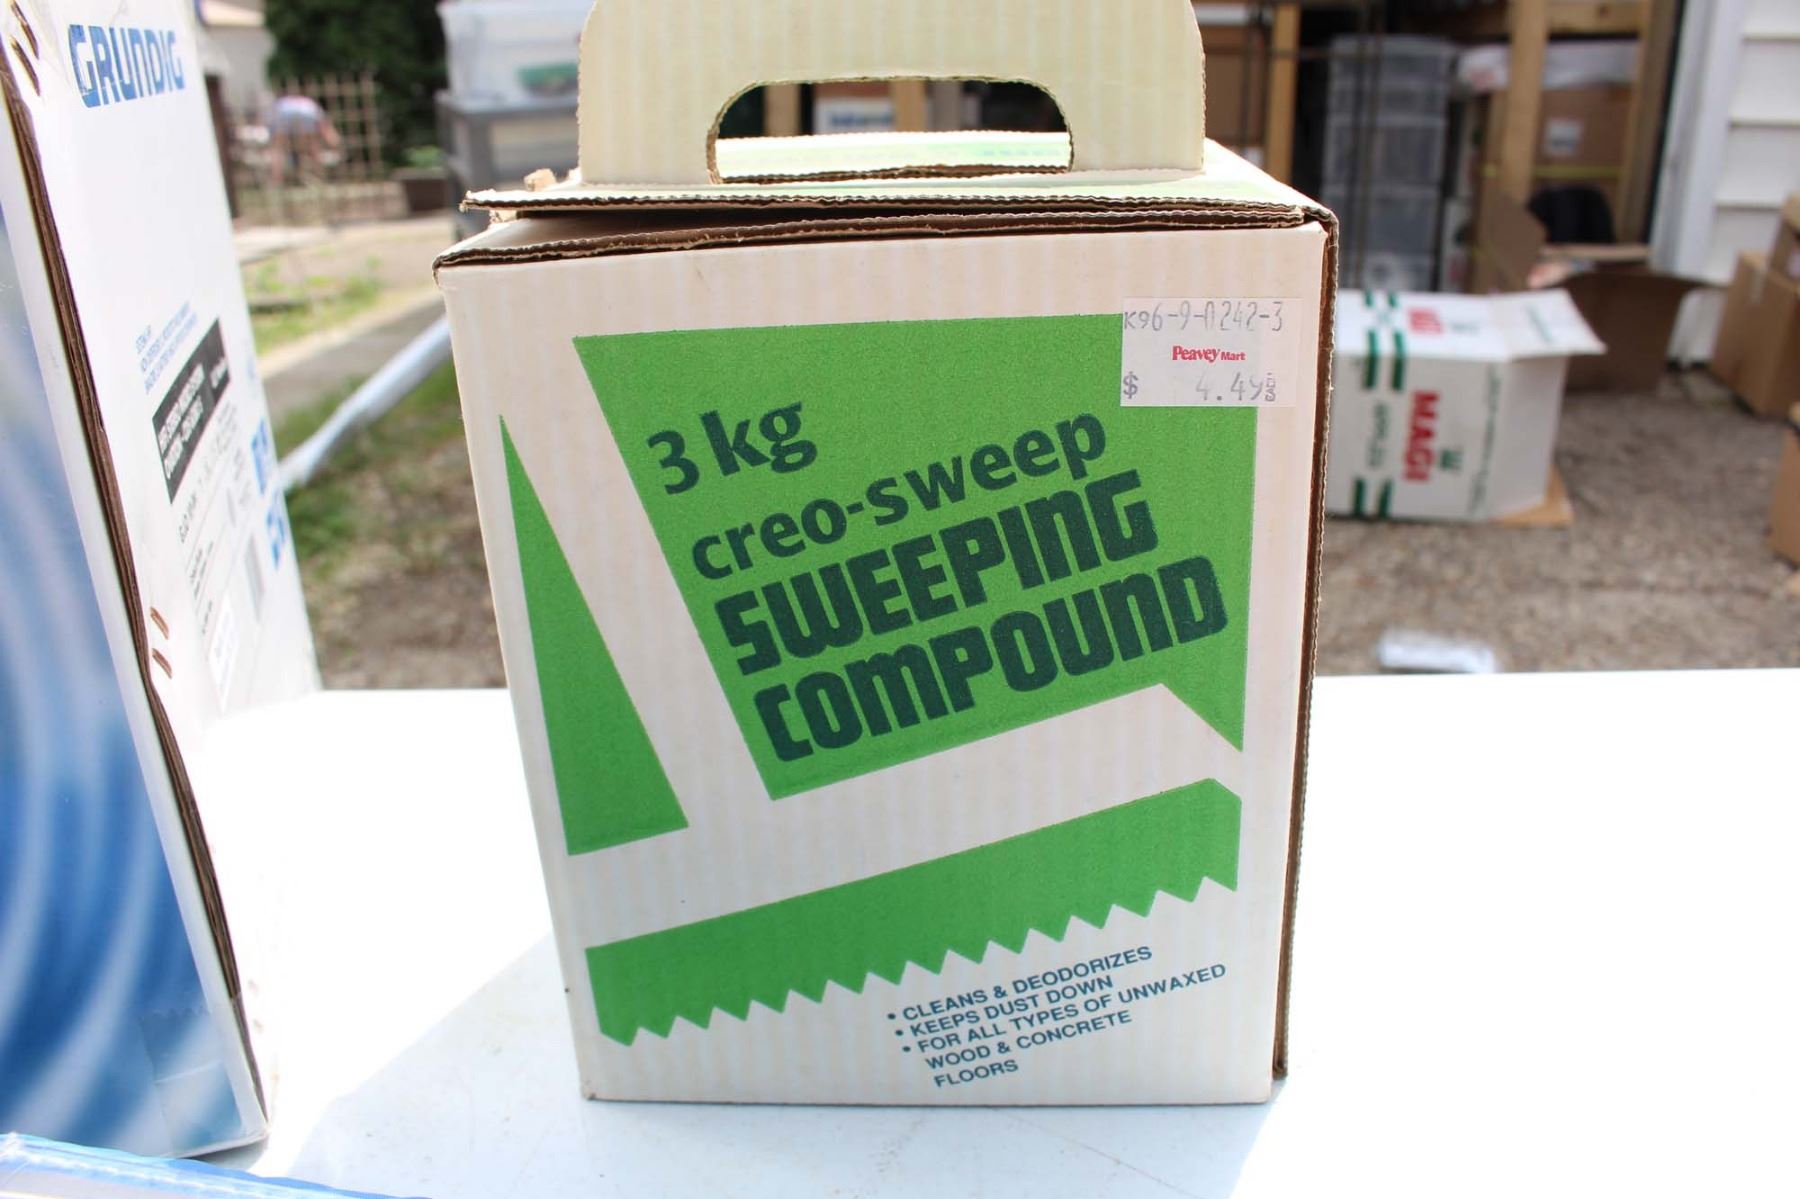 GRUNDIG
K96-9-0242-3
Peavey Mart
$ 4.49
3 kg
creo-sweep
SWEEPING
COMPOUND
• CLEANS & DEODORIZES
• KEEPS DUST DOWN
• FOR ALL TYPES OF UNWAXED
WOOD & CONCRETE
FLOORS
MAGI